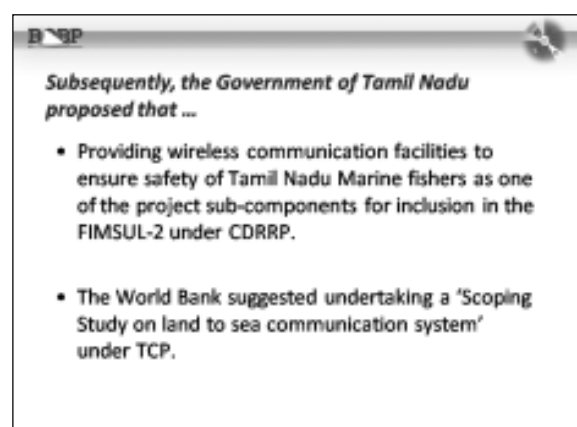 BOBP
Subsequently, the Government of Tamil Nadu
proposed that ...
• Providing wireless communication facilities to
ensure safety of Tamil Nadu Marine fishers as one
of the project sub-components for inclusion in the
FIMSUL-2 under CDRRP.
• The World Bank suggested undertaking a 'Scoping
Study on land to sea communication system'
under TCP.